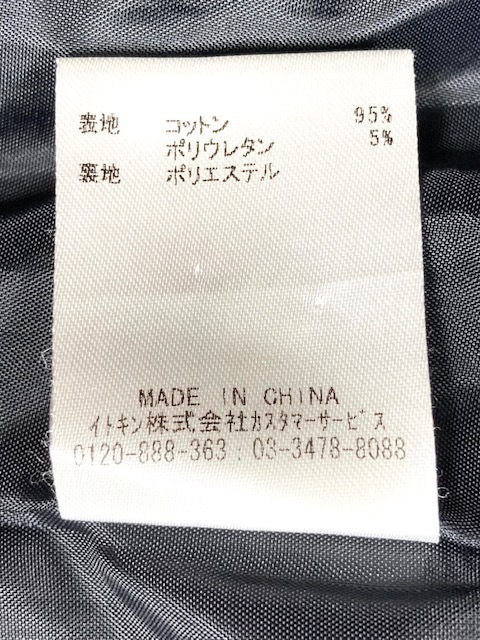 表地 コットン 95%
ポリウレタン 5%
裏地 ポリエステル
MADE IN CHINA
イトキン株式会社カスタマーサービス
0120-888-363 : 03-3478-8088